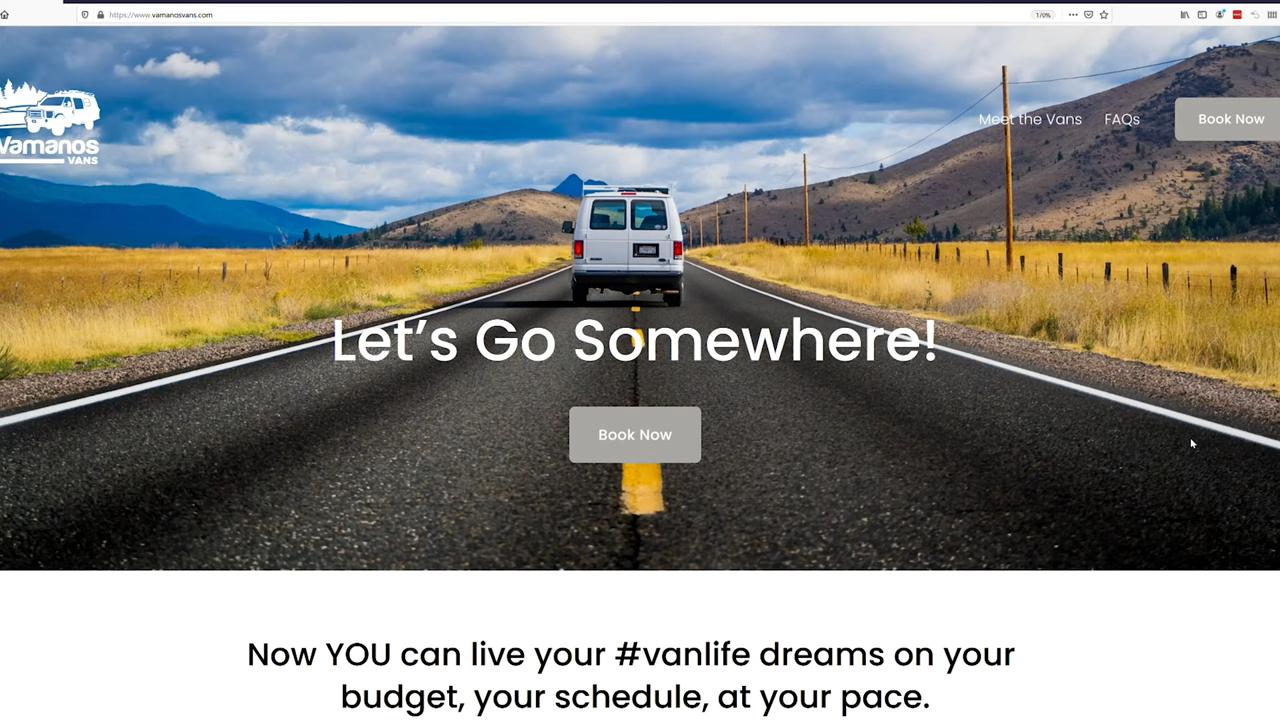 https://www.vamanosvans.com
170%
Vamanos
VANS
Meet the Vans
FAQs
Book Now
Let's Go Somewhere!
Book Now
Now YOU can live your #vanlife dreams on your
budget, your schedule, at your pace.